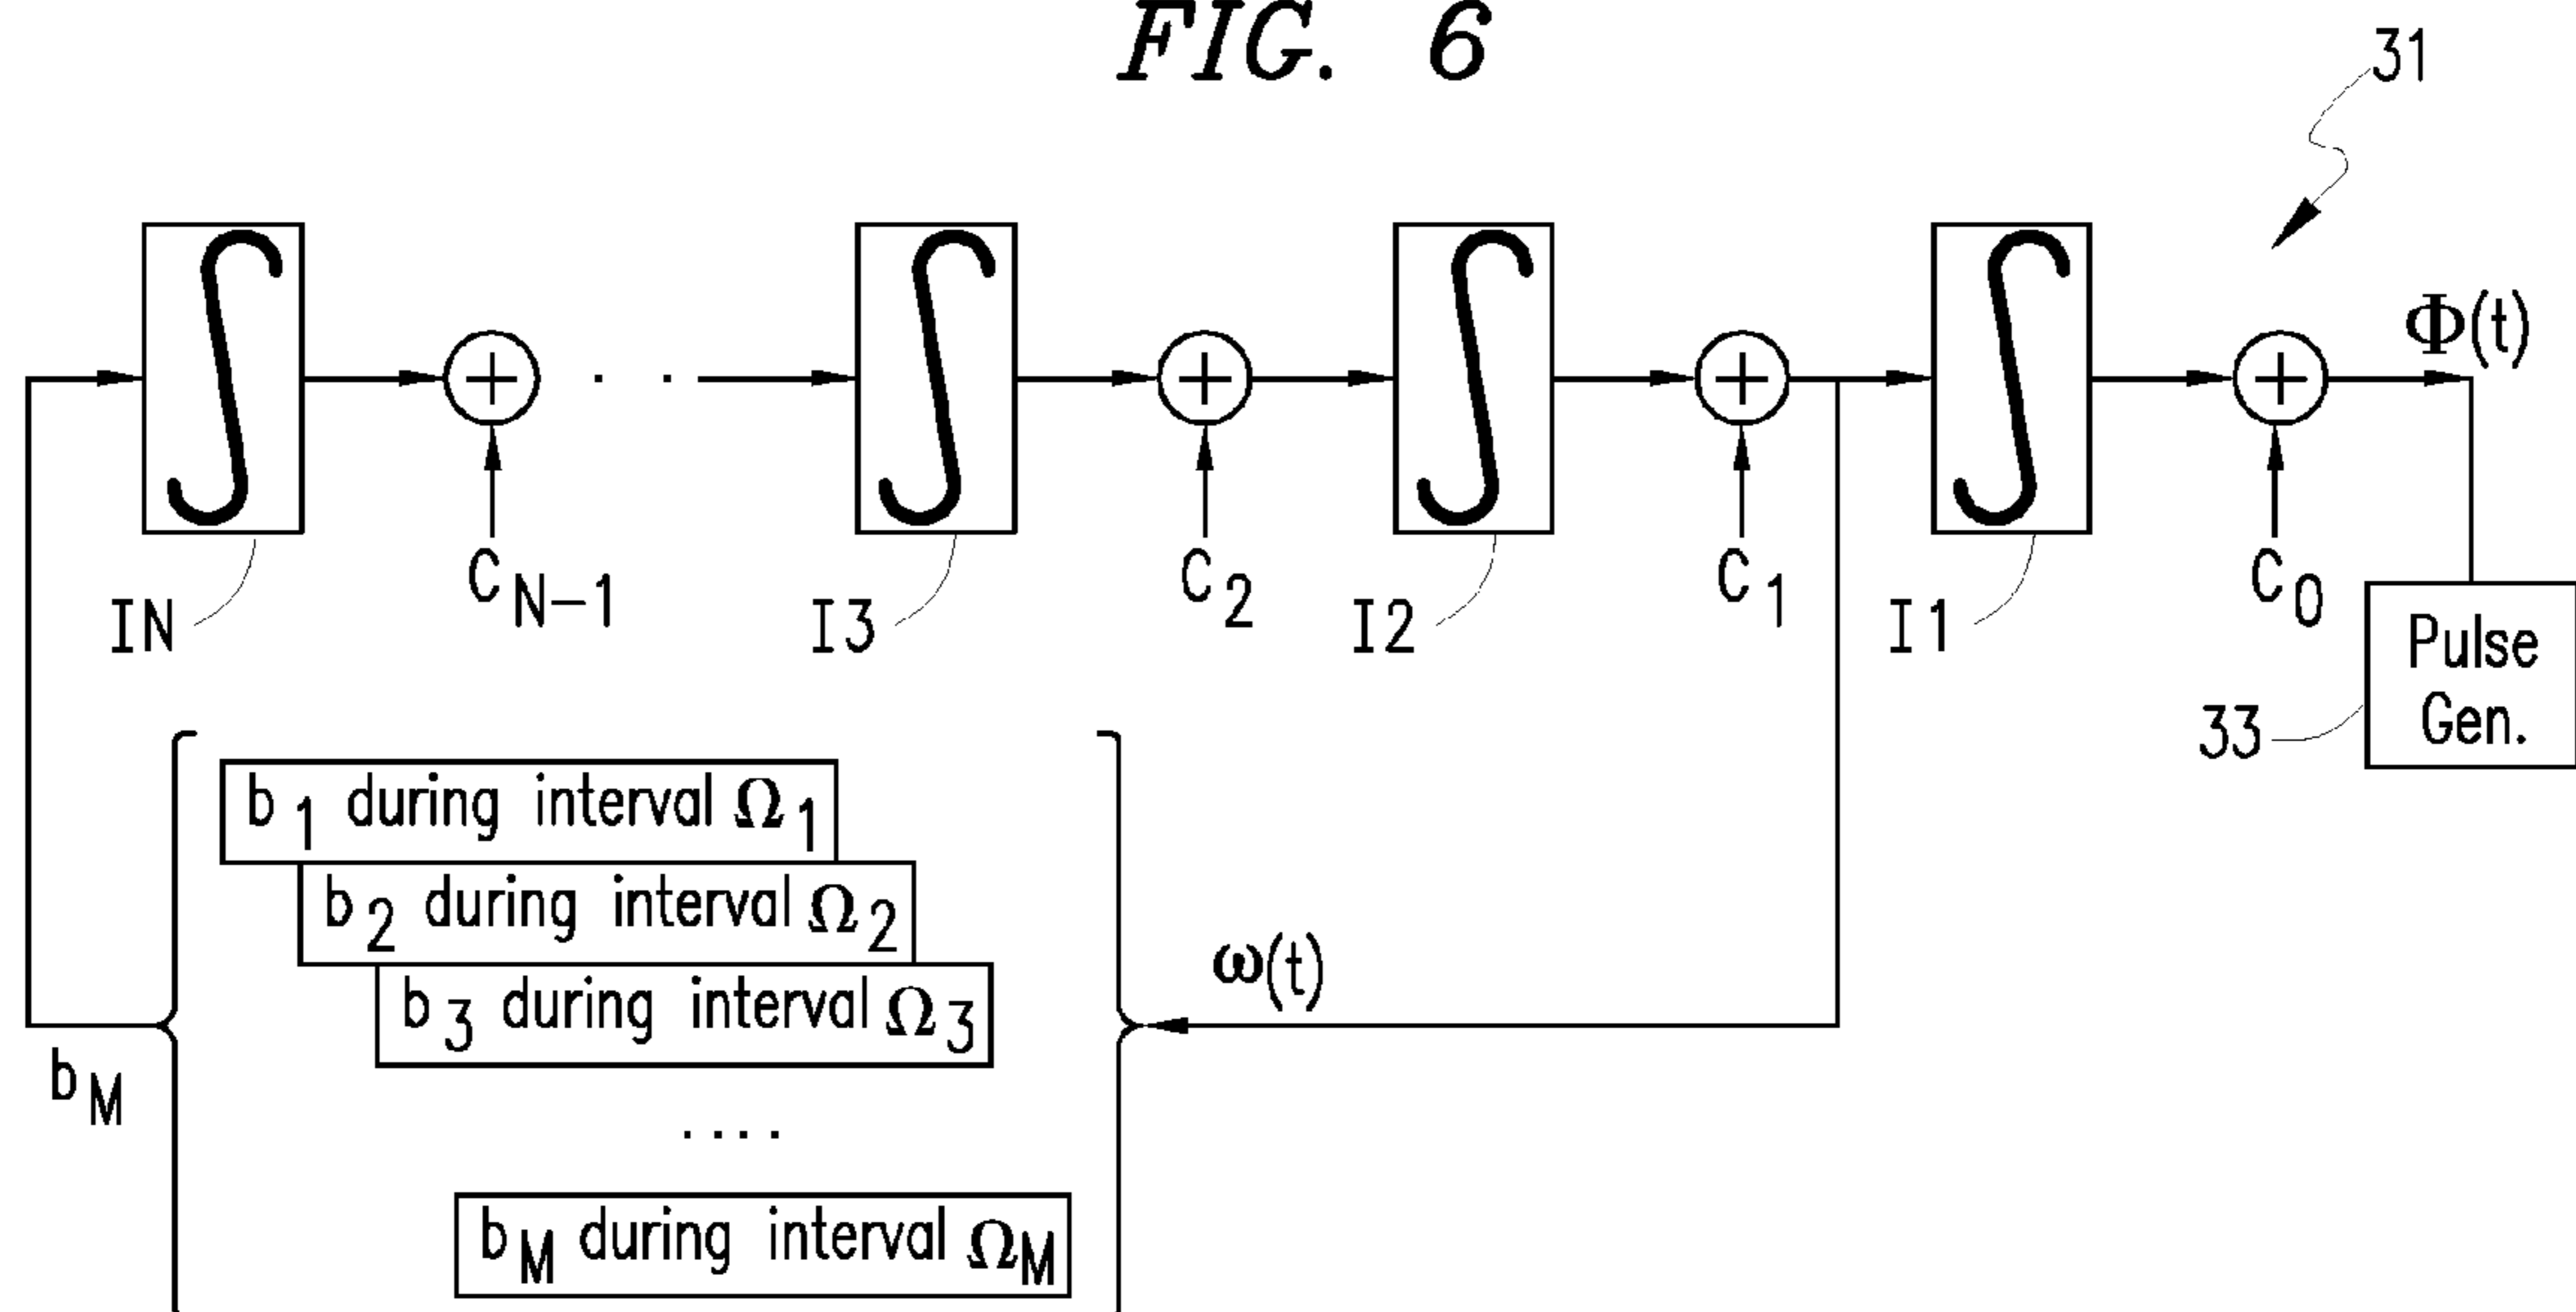 FIG. 6
31
Φ(t)
+ + + +
C N-1
C 2
C 1
C 0
IN
I3
I2
I1
Pulse
Gen.
33
b 1 during interval Ω 1
b 2 during interval Ω 2
b 3 during interval Ω 3
....
b M during interval Ω M
b M
ω(t)